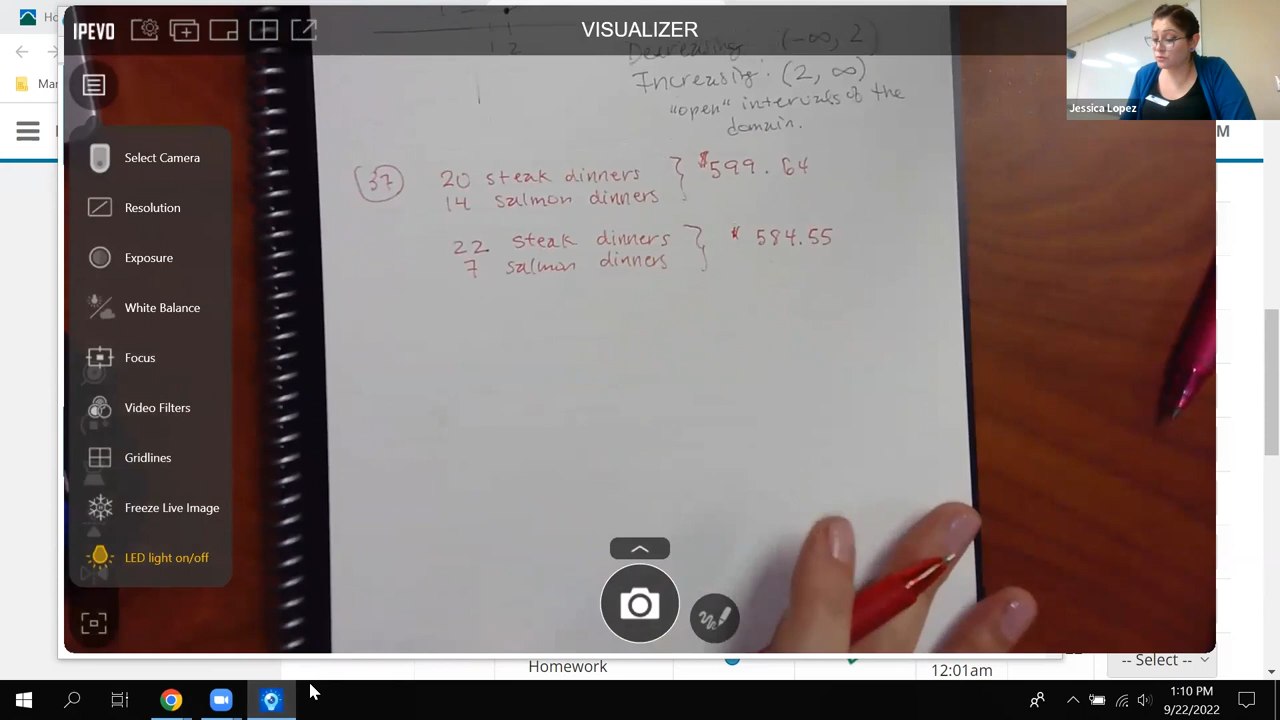 IPEVO
VISUALIZER
Jessica Lopez
Select Camera
Resolution
Exposure
White Balance
Focus
Video Filters
Gridlines
Freeze Live Image
LED light on/off
2
Decreasing: (-∞, 2)
Increasing: (2, ∞)
"open" intervals of the
domain.
37
20 steak dinners } $599.64
14 salmon dinners
22 steak dinners } $584.55
7 salmon dinners
Homework
12:01am
-- Select --
1:10 PM
9/22/2022